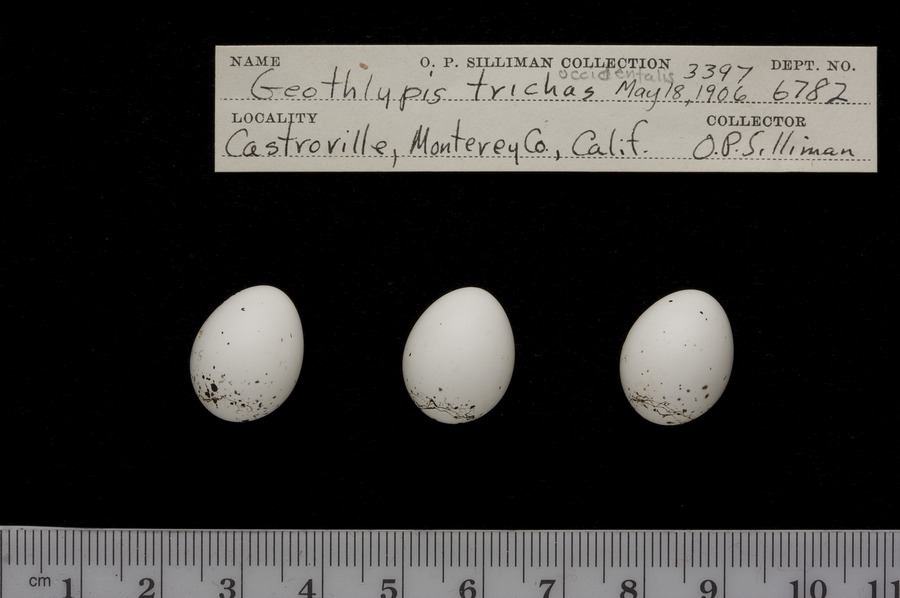 NAME O. P. SILLIMAN COLLECTION 3397 DEPT. NO.
occidentalis
Geothlypis trichas May 18, 1906 6782
LOCALITY COLLECTOR
Castroville, Monterey Co., Calif. O.P. Silliman
cm 1 2 3 4 5 6 7 8 9 10 11